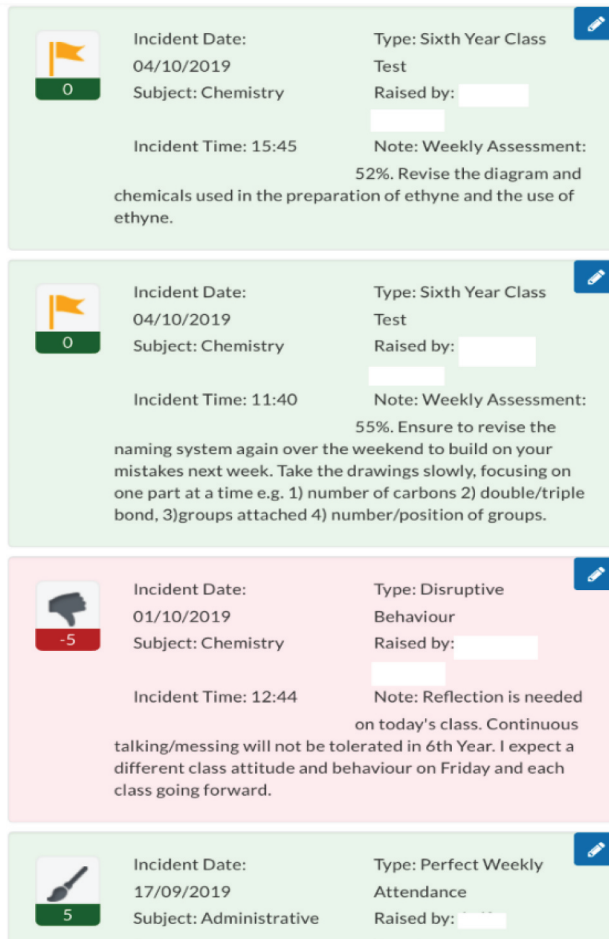 Incident Date: Type: Sixth Year Class
04/10/2019 Test
0 Subject: Chemistry Raised by:
Incident Time: 15:45 Note: Weekly Assessment:
52%. Revise the diagram and
chemicals used in the preparation of ethyne and the use of
ethyne.
Incident Date: Type: Sixth Year Class
04/10/2019 Test
0 Subject: Chemistry Raised by:
Incident Time: 11:40 Note: Weekly Assessment:
55%. Ensure to revise the
naming system again over the weekend to build on your
mistakes next week. Take the drawings slowly, focusing on
one part at a time e.g. 1) number of carbons 2) double/triple
bond, 3)groups attached 4) number/position of groups.
Incident Date: Type: Disruptive
01/10/2019 Behaviour
-5 Subject: Chemistry Raised by:
Incident Time: 12:44 Note: Reflection is needed
on today's class. Continuous
talking/messing will not be tolerated in 6th Year. I expect a
different class attitude and behaviour on Friday and each
class going forward.
Incident Date: Type: Perfect Weekly
17/09/2019 Attendance
5 Subject: Administrative Raised by: